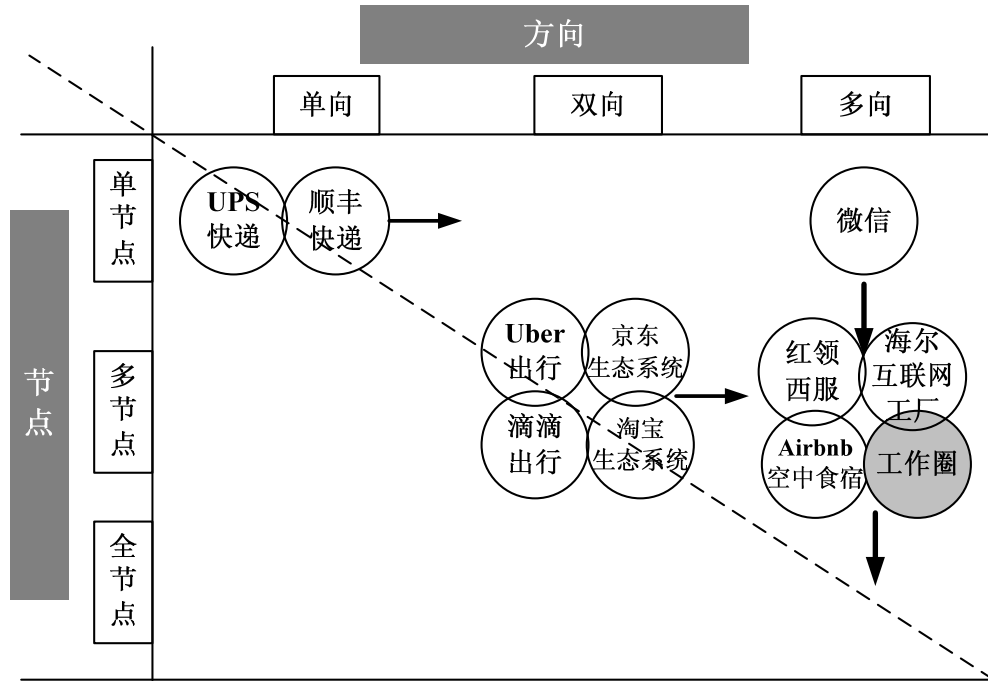 方向
单向
双向
多向
节点
单节点
多节点
全节点
UPS
快递
顺丰
快递
微信
Uber
出行
京东
生态系统
滴滴
出行
淘宝
生态系统
红领
西服
海尔
互联网
工厂
Airbnb
空中食宿
工作圈